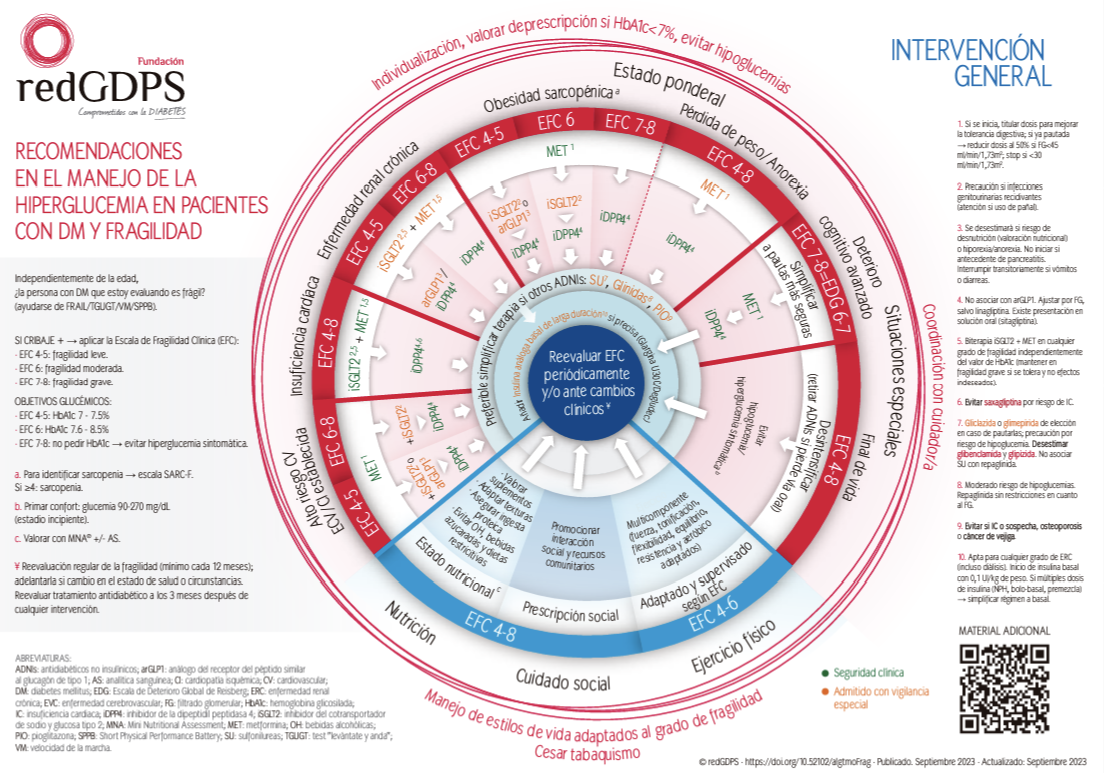 Fundación
redGDPS
Comprometidos con la DIABETES
RECOMENDACIONES
EN EL MANEJO DE LA
HIPERGLUCEMIA EN PACIENTES
CON DM Y FRAGILIDAD
Independientemente de la edad,
¿la persona con DM que estoy evaluando es frágil?
(ayudarse de FRAIL/TGUGT/VM/SPPB).
SI CRIBAJE + → aplicar la Escala de Fragilidad Clínica (EFC):
· EFC 4-5: fragilidad leve.
· EFC 6: fragilidad moderada.
· EFC 7-8: fragilidad grave.
OBJETIVOS GLUCÉMICOS:
· EFC 4-5: HbA1c 7 - 7.5%
· EFC 6: HbA1c 7.6 - 8.5%
· EFC 7-8: no pedir HbA1c → evitar hiperglucemia sintomática.
a. Para identificar sarcopenia → escala SARC-F.
Si ≥4: sarcopenia.
b. Primar confort: glucemia 90-270 mg/dL
(estadio incipiente).
c. Valorar con MNA® +/- AS.
¥ Reevaluación regular de la fragilidad (mínimo cada 12 meses);
adelantarla si cambio en el estado de salud o circunstancias.
Reevaluar tratamiento antidiabético a los 3 meses después de
cualquier intervención.
ABREVIATURAS:
ADNIs: antidiabéticos no insulínicos; arGLP1: análogo del receptor del péptido similar
al glucagón de tipo 1; AS: analítica sanguínea; CI: cardiopatía isquémica; CV: cardiovascular;
DM: diabetes mellitus, EDG: Escala de Deterioro Global de Reisberg; ERC: enfermedad renal
crónica; EVC: enfermedad cerebrovascular; FG: filtrado glomerular; HbA1c: hemoglobina glicosilada;
IC: insuficiencia cardíaca; iDPP4: inhibidor de la dipeptidil peptidasa 4; iSGLT2: inhibidor del cotransportador
de sodio y glucosa tipo 2; MNA: Mini Nutritional Assessment; MET: metformina; OH: bebidas alcohólicas;
PIO: pioglitazona; SPPB: Short Physical Performance Battery; SU: sulfonilureas; TGUGT: test "levántate y anda";
VM: velocidad de la marcha.
Individualización, valorar deprescripción si HbA1c<7%, evitar hipoglucemias
Estado ponderal
Obesidad sarcopénica a
Pérdida de peso/ Anorexia
EFC 4-5
EFC 6
EFC 7-8
EFC 4-8
MET 1
iSGLT2 2 o
arGLP1 3
iDPP4 4
iSGLT2 2
iDPP4 4
iDPP4 4
MET 1
iDPP4 4
Enfermedad renal crónica
EFC 6-8
EFC 4-5
iSGLT2 2,5 + MET 1,5
arGLP1 3/
iDPP4 4
iDPP4 4
Insuficiencia cardíaca
EFC 4-8
iSGLT2 2,5 + MET 1,5
iDPP4 4,6
Alto riesgo CV
ECV/ CI establecida
EFC 6-8
EFC 4-5
MET 1
+iSGLT2 2
iDPP4 4
+iSGLT2 2 o
arGLP1 3
iDPP4 4
Situaciones especiales
Deterioro
cognitivo avanzado
EFC 7-8=EDG 6-7
Simplificar
a pautas más seguras
MET 1
iDPP4 4
Final de vida
EFC 4-8
Desintensificar
(retirar ADNIs si pierde vía oral)
Evitar
hipoglucemia/
hiperglucemia sintomática b
Coordinación con cuidador/a
Preferible simplificar terapia si otros ADNIs: SU 7, Glinidas 8, PIO 9
Añadir insulina análoga basal de larga duración 10 si precisa (Glargina U300/Degludec)
Reevaluar EFC
periódicamente
y/o ante cambios
clínicos ¥
· Valorar
suplementos
· Adaptar texturas
· Asegurar ingesta
proteica
· Evitar OH, bebidas
azucaradas y dietas
restrictivas
Estado nutricional c
EFC 4-8
Nutrición
Promocionar
interacción
social y recursos
comunitarios
Prescripción social
Cuidado social
Multicomponente
(fuerza, tonificación,
flexibilidad, equilibrio,
resistencia y aeróbico
adaptados)
Adaptado y supervisado
según EFC
EFC 4-6
Ejercicio físico
Manejo de estilos de vida adaptados al grado de fragilidad
Cesar tabaquismo
INTERVENCIÓN
GENERAL
1. Si se inicia, titular dosis para mejorar
la tolerancia digestiva; si ya pautada
→ reducir dosis al 50% si FG<45
ml/min/1,73m²; stop si <30
ml/min/1,73m².
2. Precaución si infecciones
genitourinarias recidivantes
(atención si uso de pañal).
3. Se desestimará si riesgo de
desnutrición (valoración nutricional)
o hiporexia/anorexia. No iniciar si
antecedente de pancreatitis.
Interrumpir transitoriamente si vómitos
o diarreas.
4. No asociar con arGLP1. Ajustar por FG,
salvo linagliptina. Existe presentación en
solución oral (sitagliptina).
5. Biterapia iSGLT2 + MET en cualquier
grado de fragilidad independientemente
del valor de HbA1c (mantener en
fragilidad grave si se tolera y no efectos
indeseados).
6. Evitar saxagliptina por riesgo de IC.
7. Gliclazida o glimepirida de elección
en caso de pautarlas; precaución por
riesgo de hipoglucemia. Desestimar
glibenclamida y glipizida. No asociar
SU con repaglinida.
8. Moderado riesgo de hipoglucemias.
Repaglinida sin restricciones en cuanto
al FG.
9. Evitar si IC o sospecha, osteoporosis
o cáncer de vejiga.
10. Apta para cualquier grado de ERC
(incluso diálisis). Inicio de insulina basal
con 0,1 UI/kg de peso. Si múltiples dosis
de insulina (NPH, bolo-basal, premezcla)
→ simplificar régimen a basal.
MATERIAL ADICIONAL
● Seguridad clínica
● Admitido con vigilancia
especial
© redGDPS · https://doi.org/10.52102/algtmoFrag · Publicado. Septiembre 2023 · Actualizado: Septiembre 2023